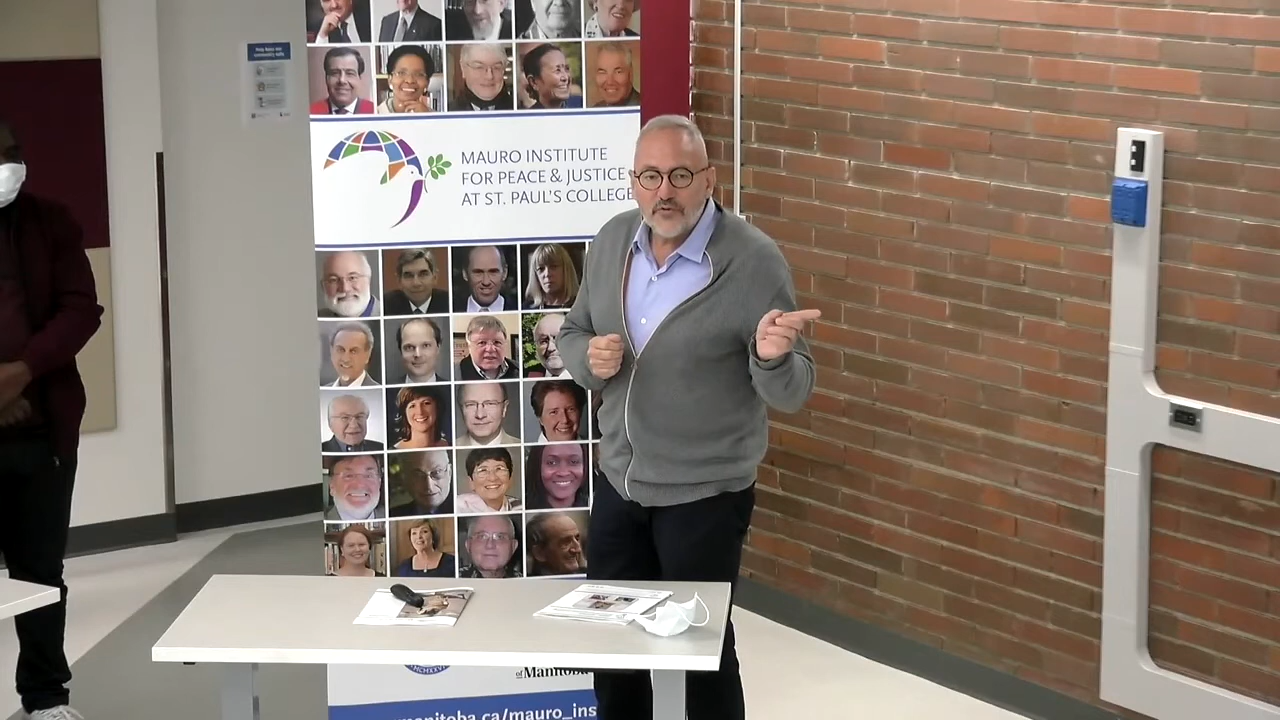 MAURO INSTITUTE
FOR PEACE & JUSTICE
AT ST. PAUL'S COLLEGE
of Manitoba
manitoba.ca/mauro_ins